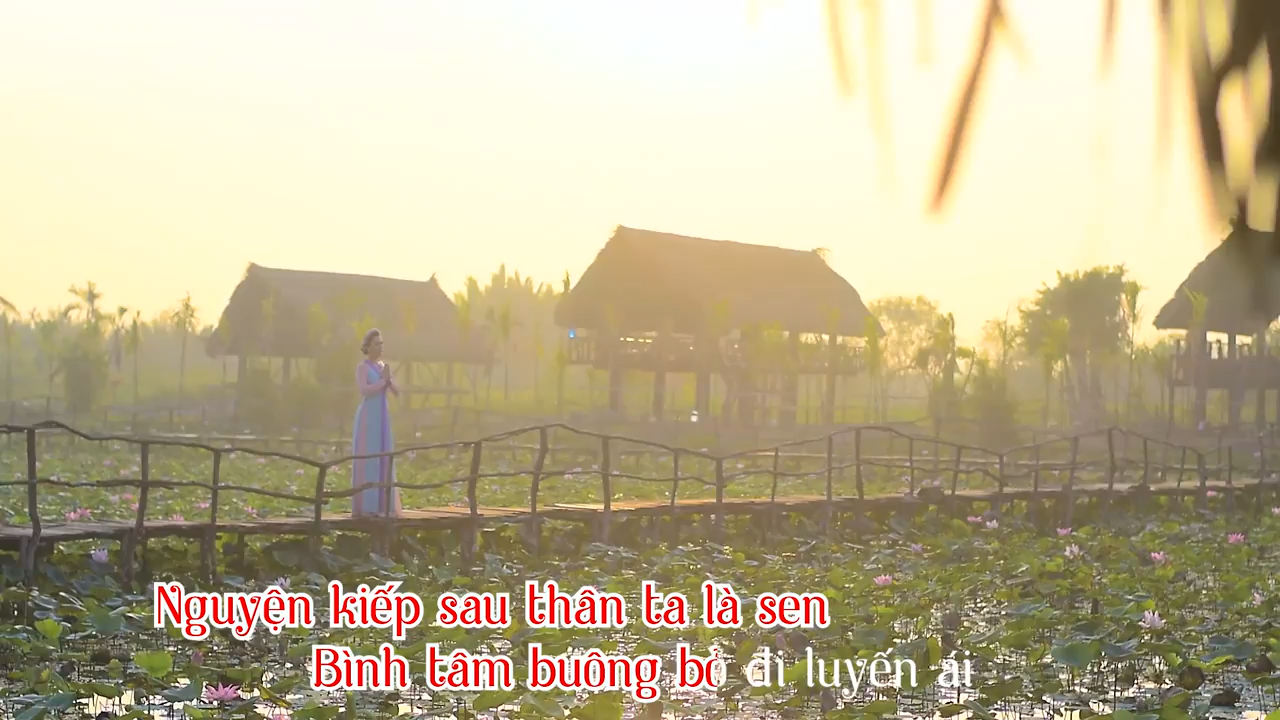 Nguyện kiếp sau thân ta là sen
Bình tâm buông bỏ đi luyến ái